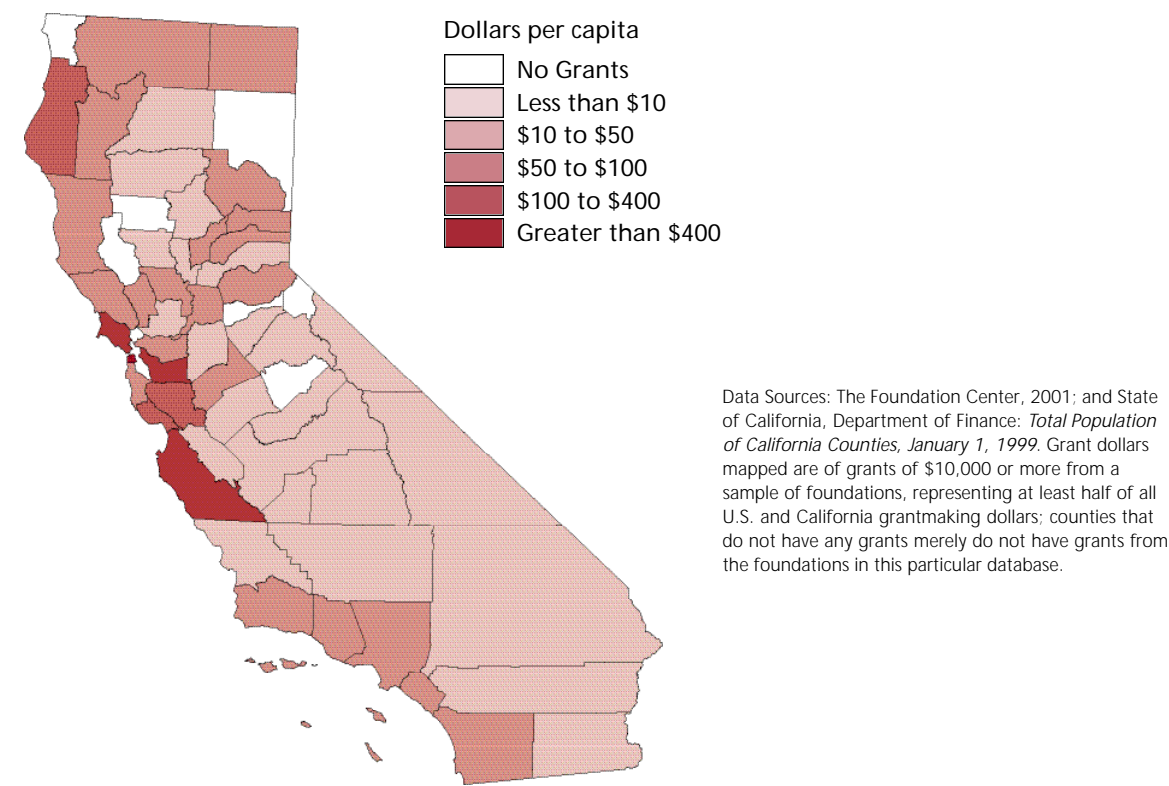 Dollars per capita
No Grants
Less than $10
$10 to $50
$50 to $100
$100 to $400
Greater than $400
Data Sources: The Foundation Center, 2001; and State
of California, Department of Finance: Total Population
of California Counties, January 1, 1999. Grant dollars
mapped are of grants of $10,000 or more from a
sample of foundations, representing at least half of all
U.S. and California grantmaking dollars; counties that
do not have any grants merely do not have grants from
the foundations in this particular database.